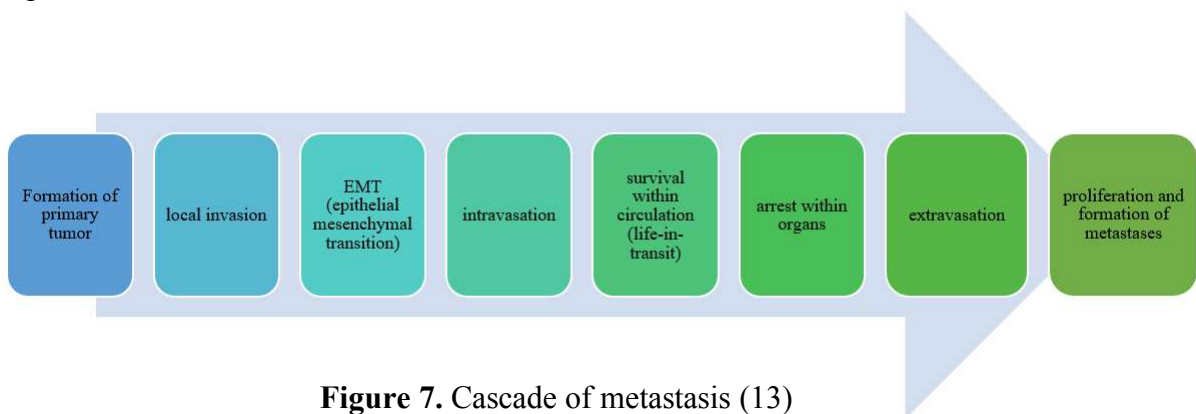 Formation of
primary
tumor
local invasion
EMT
(epithelial
mesenchymal
transition)
intravasation
survival
within
circulation
(life-in-
transit)
arrest within
organs
extravasation
proliferation and
formation of
metastases
Figure 7. Cascade of metastasis (13)